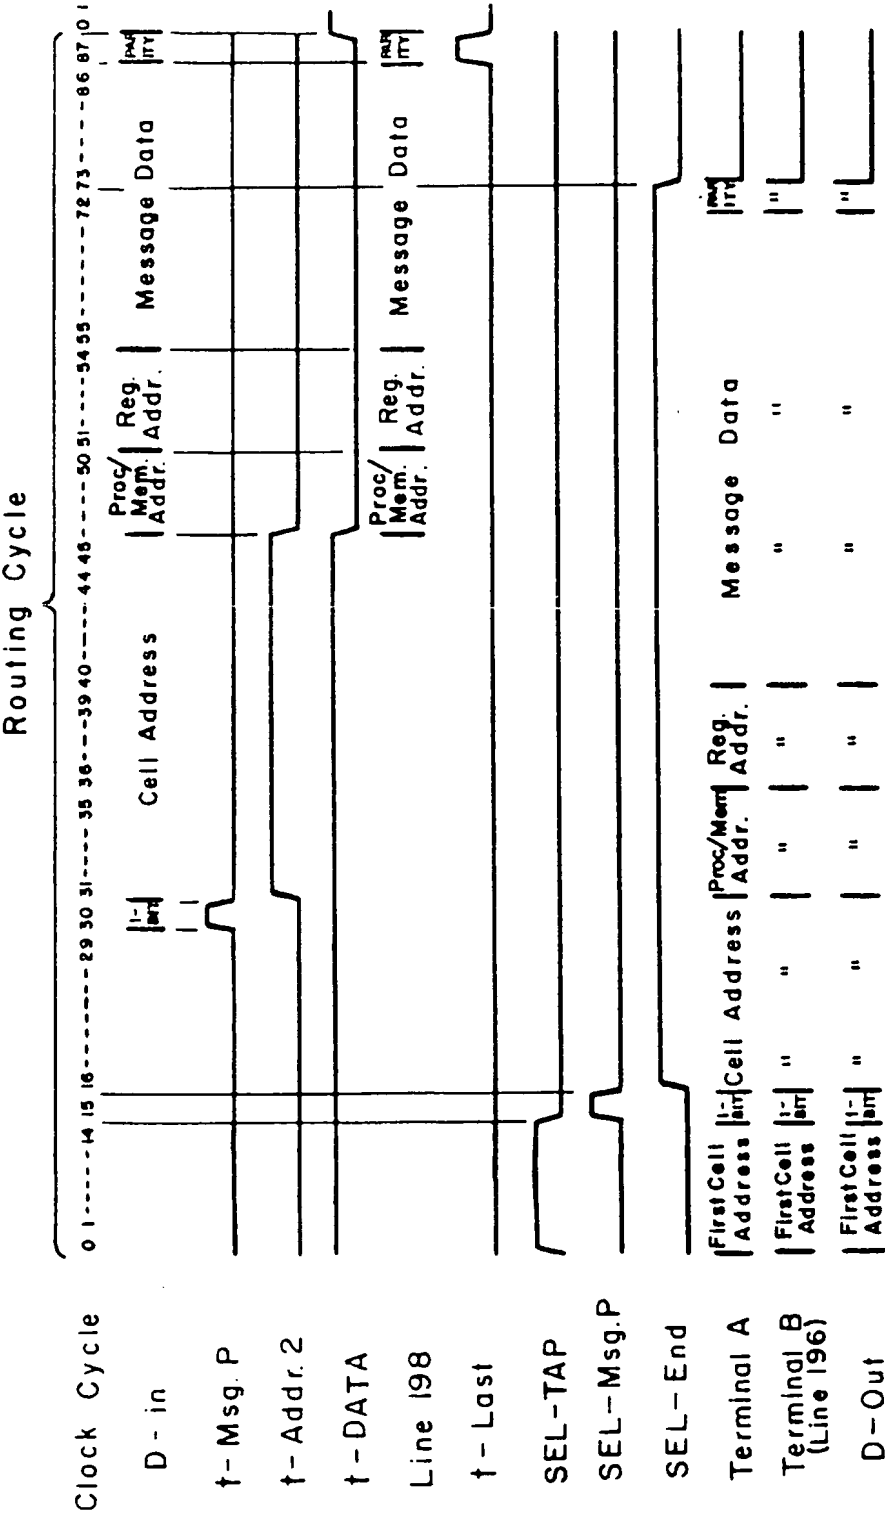 Routing Cycle
Clock Cycle 0 1-----14 15 16-------29 30 31----35 36---39 40----44 45----50 51----54 55-------72 73-----86 87 0 1
D-in |1-BIT| Cell Address Proc/Mem. Addr. | Reg. Addr. | Message Data |PARITY
t-Msg. P
t-Addr. 2
t-DATA
Line 198 |Proc/Mem. Addr. | Reg. Addr. | Message Data |PARITY
t-Last
SEL-TAP
SEL-Msg. P
SEL-End
Terminal A |First Cell Address |1-BIT| Cell Address |Proc/Mem Addr. | Reg. Addr. | Message Data |PARITY
Terminal B (Line 196) |First Cell Address |1-BIT| " " | " | " | " " | " |
D-Out |First Cell Address |1-BIT| " " | " | " | " " | " |